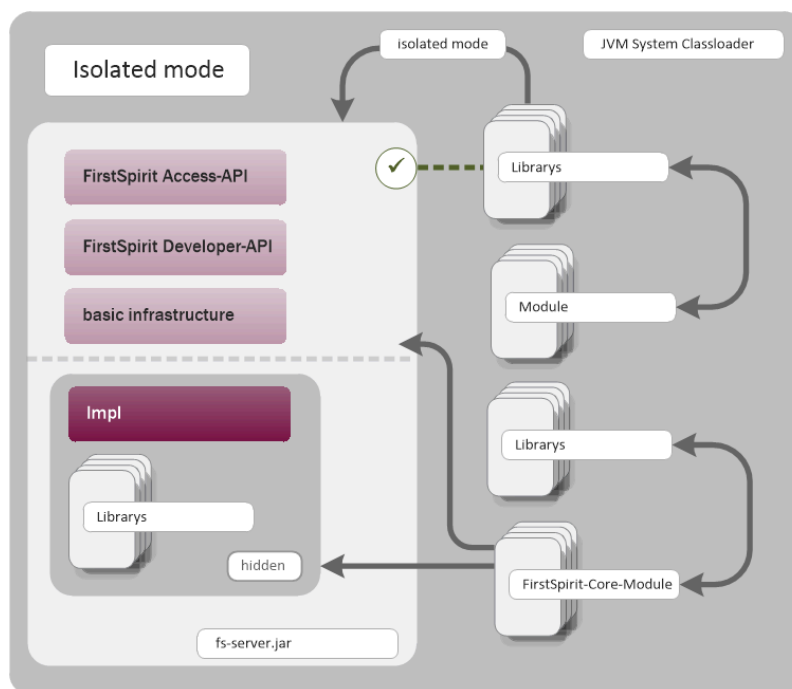 isolated mode
JVM System Classloader
Isolated mode
FirstSpirit Access-API
Librarys
FirstSpirit Developer-API
Module
basic infrastructure
Impl
Librarys
Librarys
hidden
FirstSpirit-Core-Module
fs-server.jar